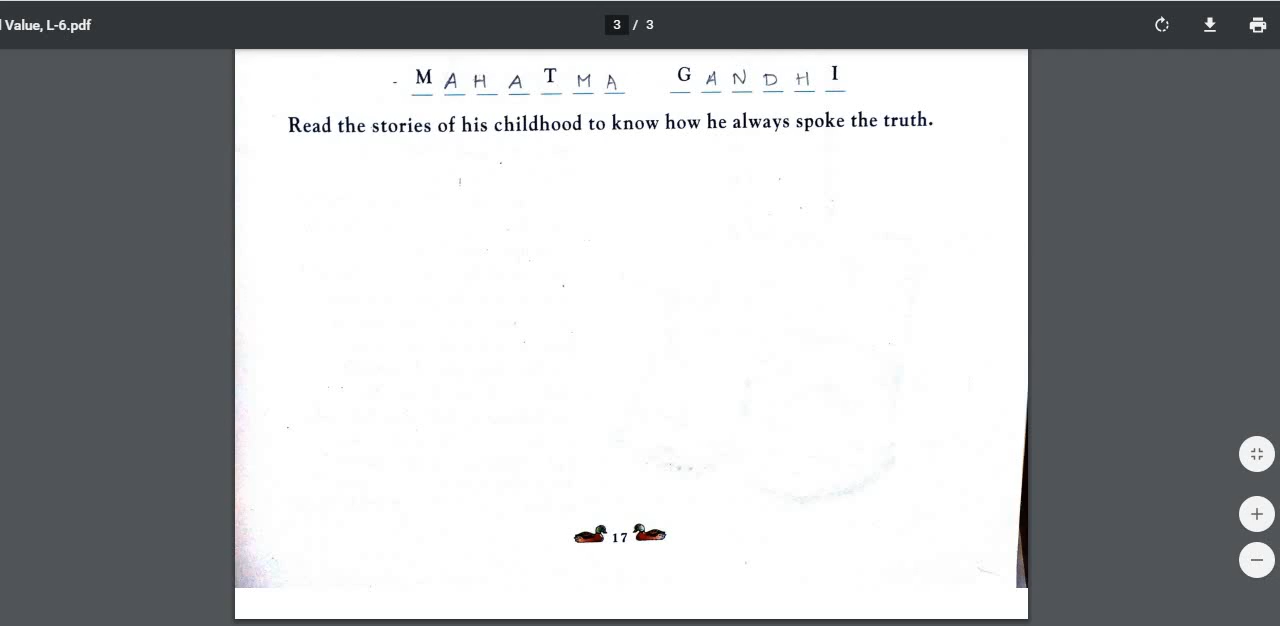 l Value, L-6.pdf
3 / 3
- M A H A T M A G A N D H I
Read the stories of his childhood to know how he always spoke the truth.
17